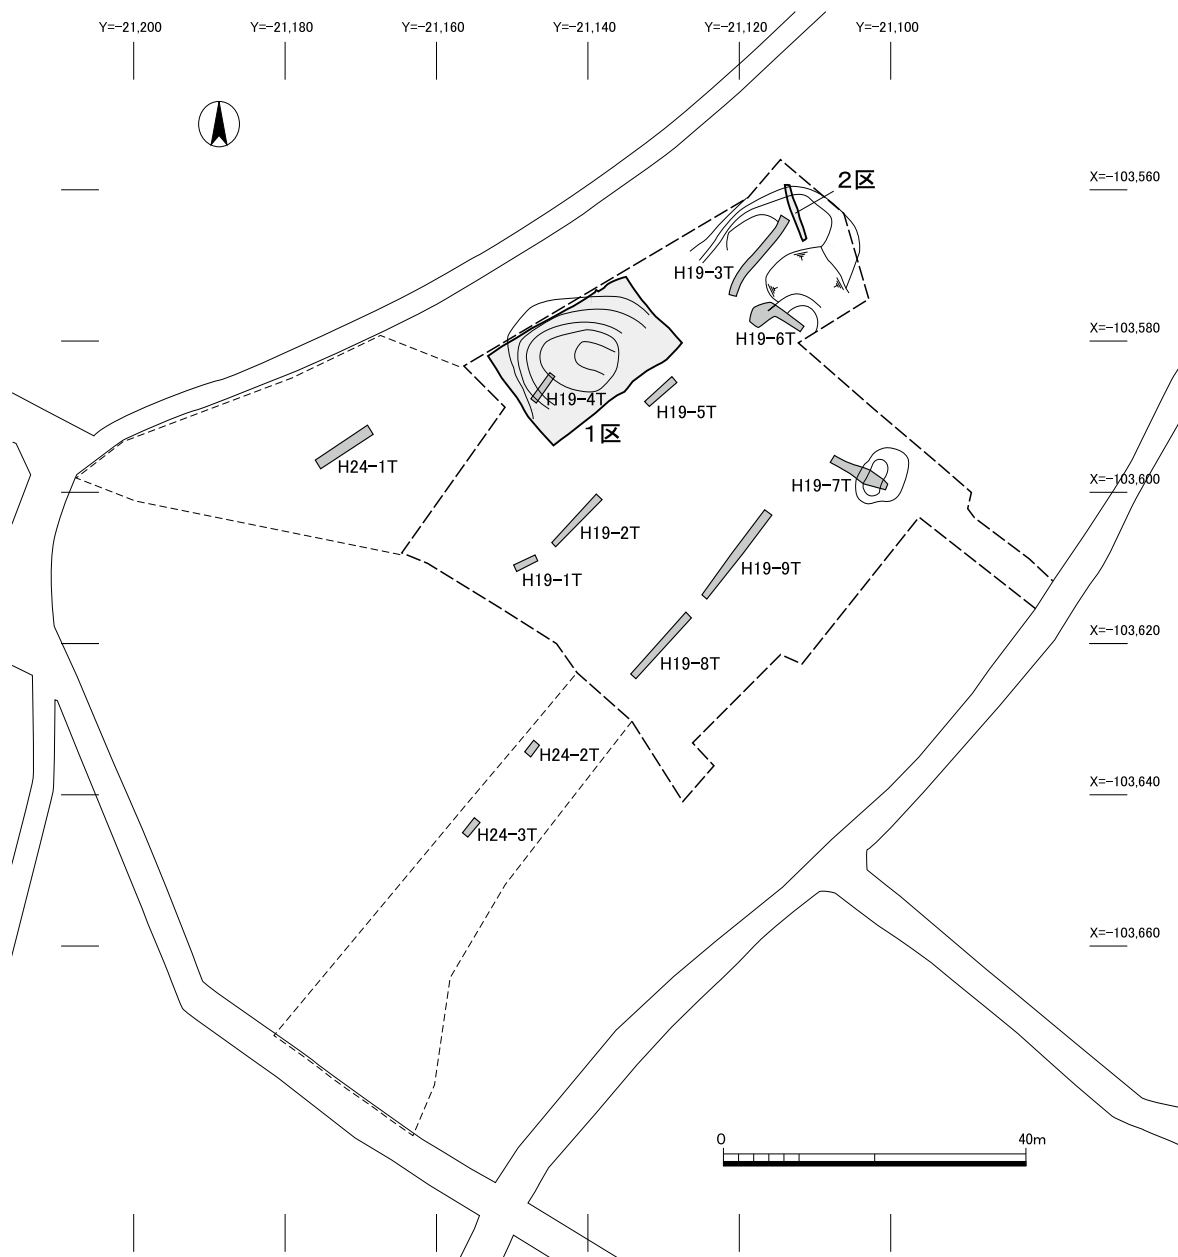 Y=-21,200
Y=-21,180
Y=-21,160
Y=-21,140
Y=-21,120
Y=-21,100
X=-103,560
2区
H19-3T
H19-6T
X=-103,580
H19-4T
H19-5T
1区
H24-1T
H19-7T
X=-103,600
H19-2T
H19-1T
H19-9T
X=-103,620
H19-8T
H24-2T
X=-103,640
H24-3T
X=-103,660
0
40m